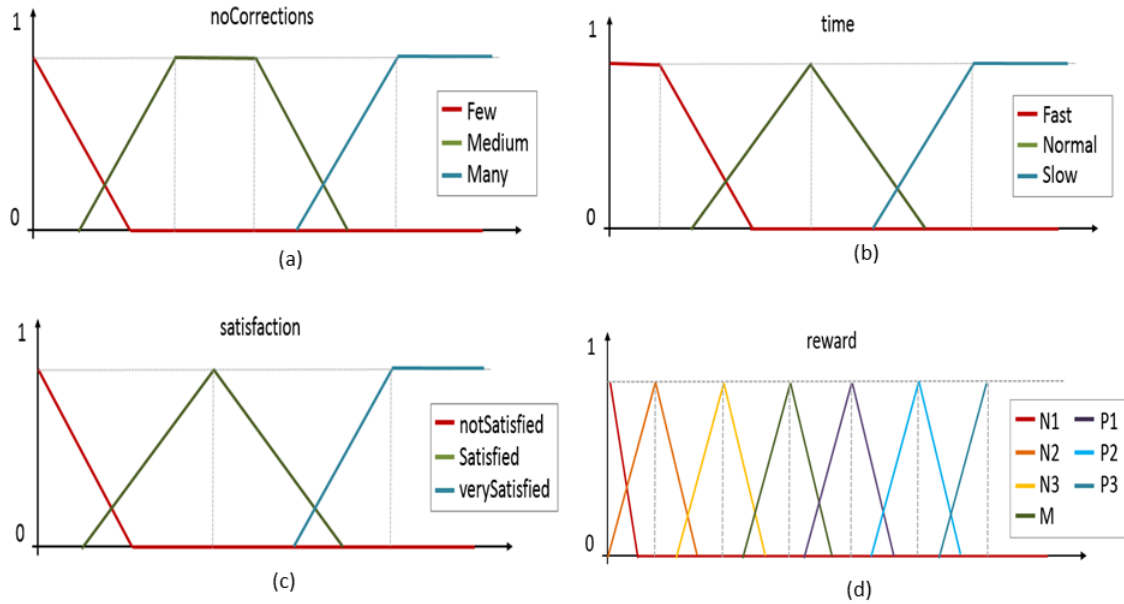 noCorrections
1
0
Few
Medium
Many
(a)
time
1
0
Fast
Normal
Slow
(b)
satisfaction
1
0
notSatisfied
Satisfied
verySatisfied
(c)
reward
1
0
N1 P1
N2 P2
N3 P3
M
(d)